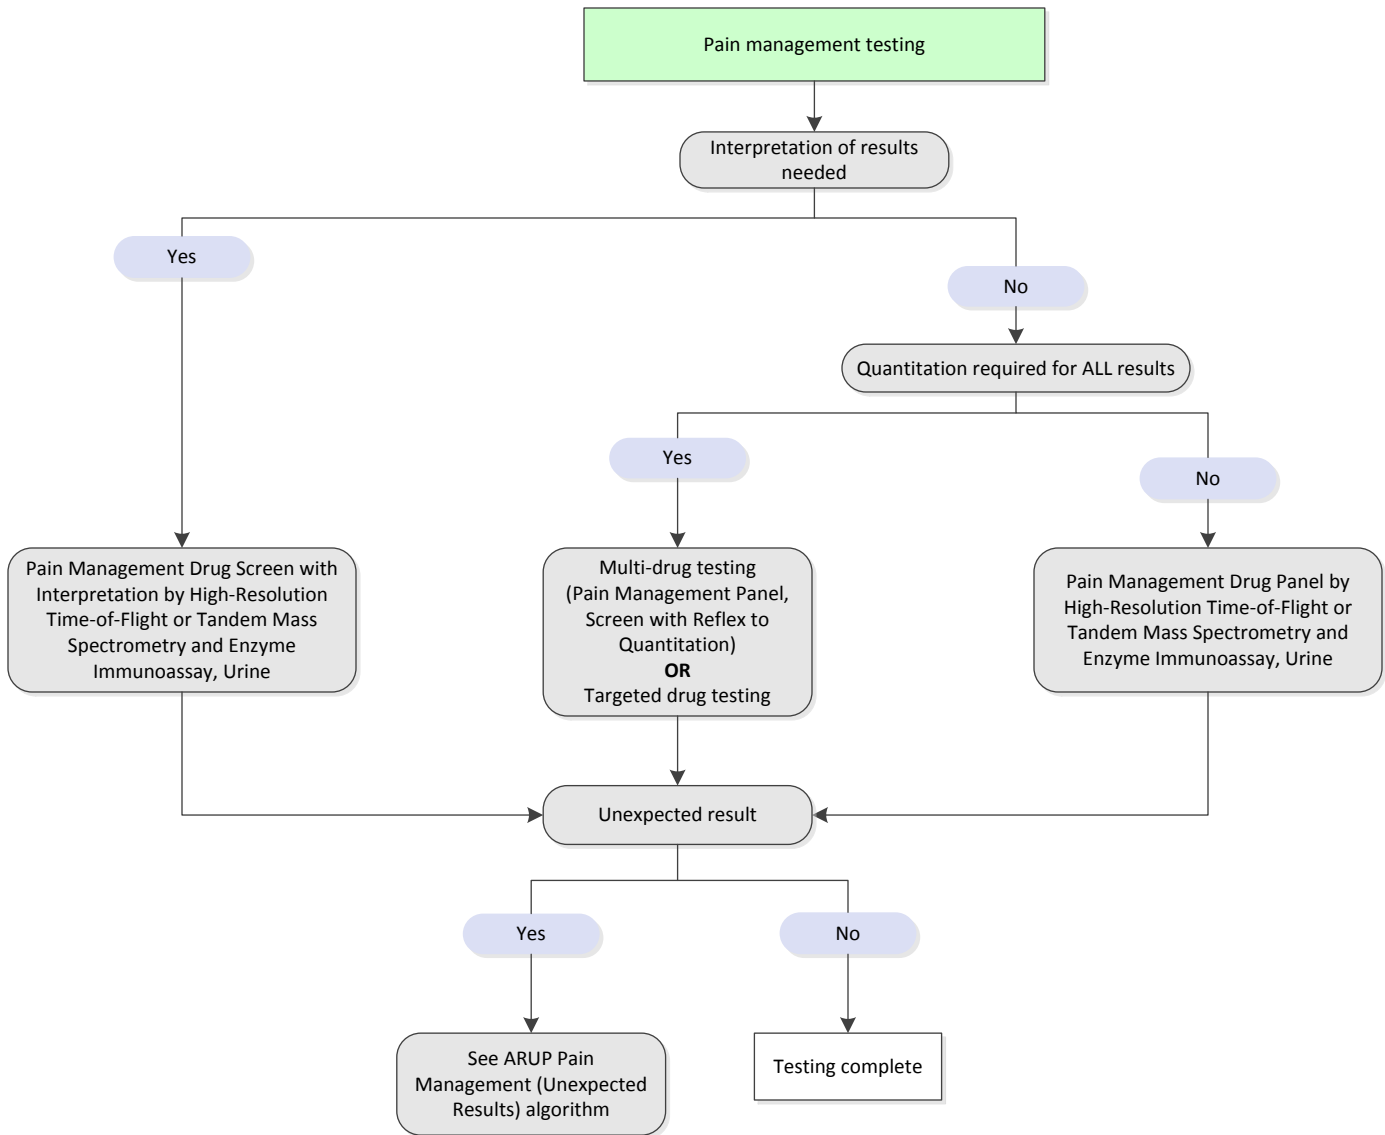 Pain management testing
Interpretation of results
needed
Yes
No
Quantitation required for ALL results
Yes
No
Pain Management Drug Screen with
Interpretation by High-Resolution
Time-of-Flight or Tandem Mass
Spectrometry and Enzyme
Immunoassay, Urine
Multi-drug testing
(Pain Management Panel,
Screen with Reflex to
Quantitation)
OR
Targeted drug testing
Pain Management Drug Panel by
High-Resolution Time-of-Flight or
Tandem Mass Spectrometry and
Enzyme Immunoassay, Urine
Unexpected result
Yes
No
See ARUP Pain
Management (Unexpected
Results) algorithm
Testing complete